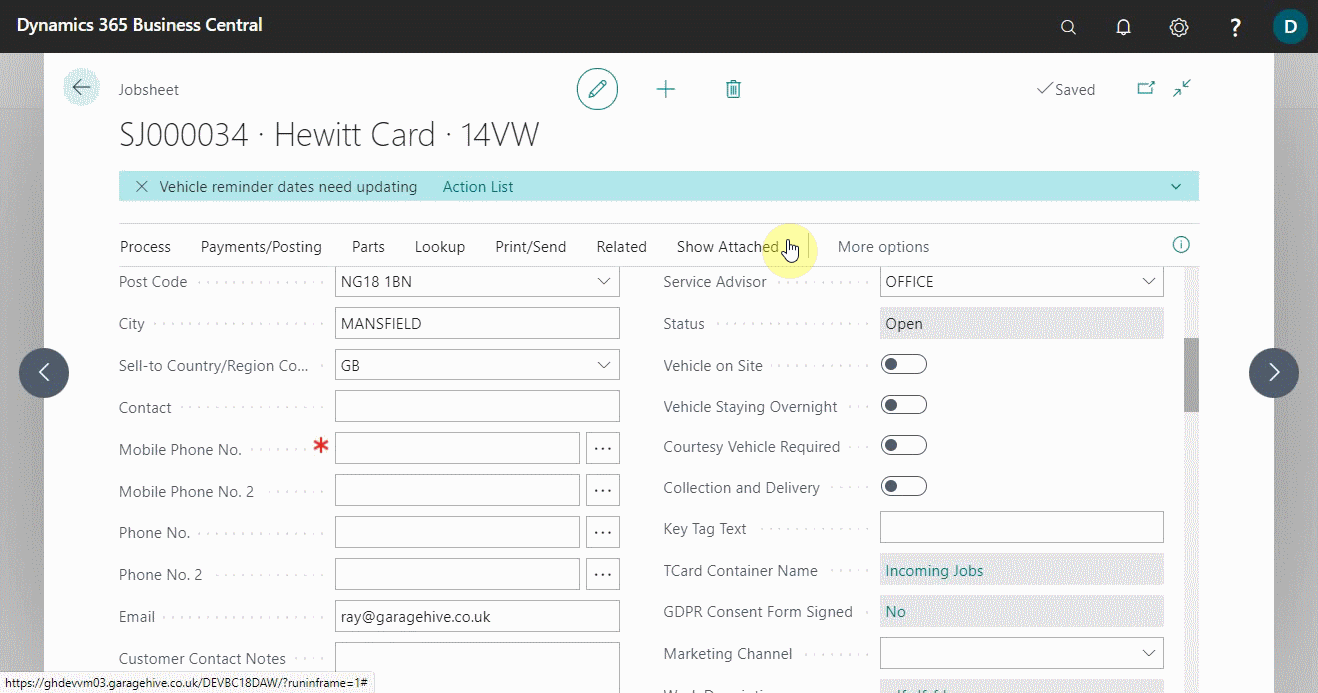 Dynamics 365 Business Central
?
D
Jobsheet
Saved
SJ000034 · Hewitt Card · 14VW
Vehicle reminder dates need updating Action List
Process Payments/Posting Parts Lookup Print/Send Related Show Attached More options
Post Code NG18 1BN
City MANSFIELD
Sell-to Country/Region Co... GB
Contact
Mobile Phone No. *
Mobile Phone No. 2
Phone No.
Phone No. 2
Email ray@garagehive.co.uk
Customer Contact Notes
Service Advisor OFFICE
Status Open
Vehicle on Site
Vehicle Staying Overnight
Courtesy Vehicle Required
Collection and Delivery
Key Tag Text
TCard Container Name Incoming Jobs
GDPR Consent Form Signed No
Marketing Channel
https://ghdevvm03.garagehive.co.uk/DEVBC18DAW/?runinframe=1#